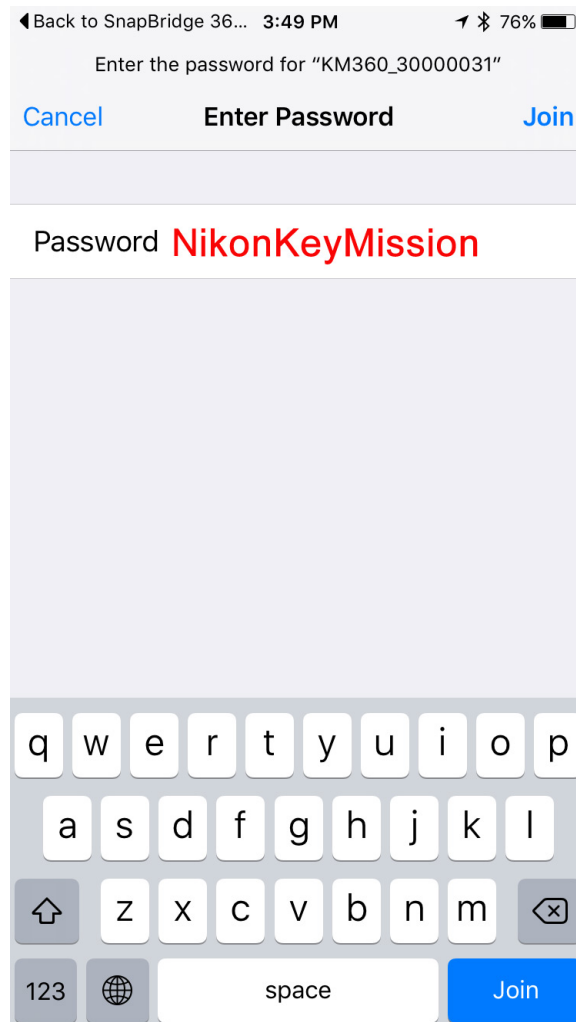 Back to SnapBridge 36... 3:49 PM 76%
Enter the password for “KM360_30000031”
Cancel Enter Password Join
Password NikonKeyMission
q w e r t y u i o p
a s d f g h j k l
z x c v b n m
123 space Join